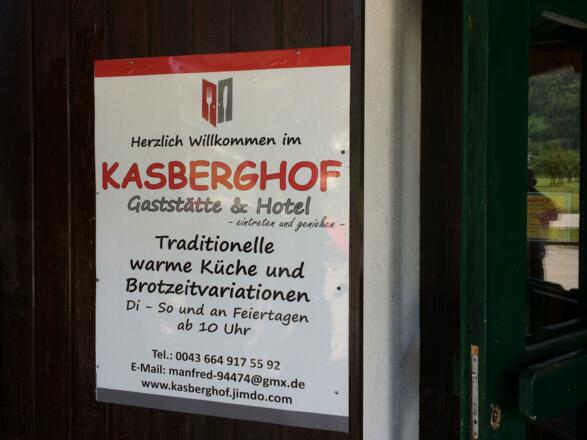 Herzlich Willkommen im
KASBERGHOF
Gaststätte & Hotel
- eintreten und genießen -
Traditionelle
warme Küche und
Brotzeitvariationen
Di - So und an Feiertagen
ab 10 Uhr
Tel.: 0043 664 917 55 92
E-Mail: manfred-94474@gmx.de
www.kasberghof.jimdo.com